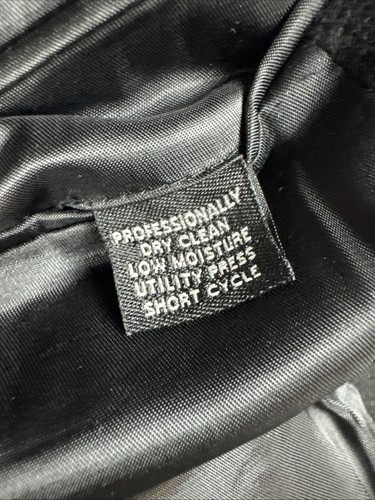 PROFESSIONALLY
DRY CLEAN
LOW MOISTURE
UTILITY PRESS
SHORT CYCLE